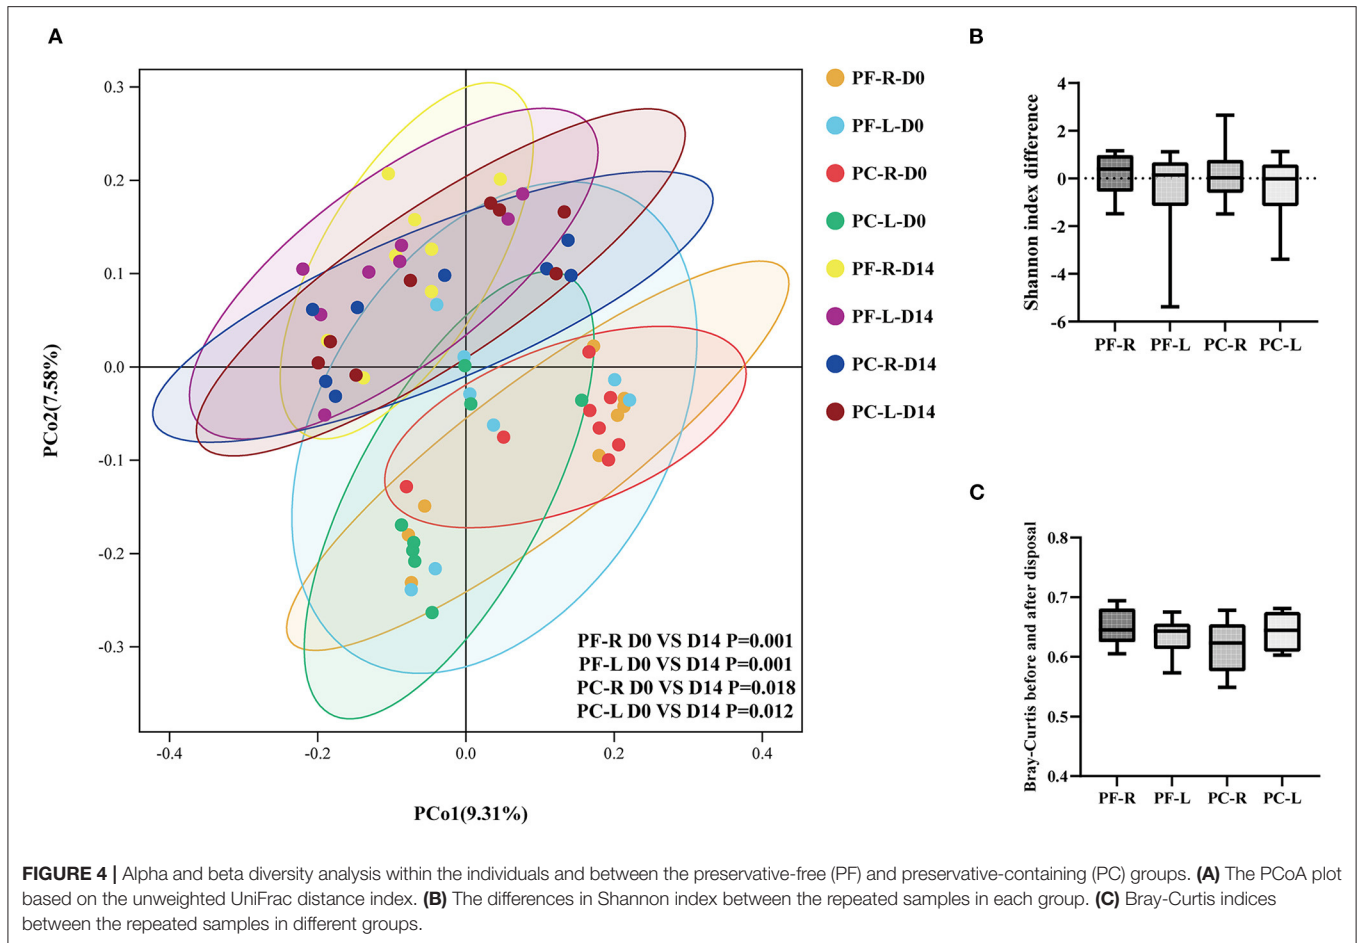 A
0.3
0.2
0.1
0.0
-0.1
-0.2
-0.3
PCo2(7.58%)
-0.4
-0.2
0.0
0.2
0.4
PCo1(9.31%)
PF-R D0 VS D14 P=0.001
PF-L D0 VS D14 P=0.001
PC-R D0 VS D14 P=0.018
PC-L D0 VS D14 P=0.012
PF-R-D0
PF-L-D0
PC-R-D0
PC-L-D0
PF-R-D14
PF-L-D14
PC-R-D14
PC-L-D14
B
Shannon index difference
4
2
0
-2
-4
-6
PF-R
PF-L
PC-R
PC-L
C
Bray-Curtis before and after disposal
0.8
0.7
0.6
0.5
0.4
PF-R
PF-L
PC-R
PC-L
FIGURE 4 | Alpha and beta diversity analysis within the individuals and between the preservative-free (PF) and preservative-containing (PC) groups. (A) The PCoA plot
based on the unweighted UniFrac distance index. (B) The differences in Shannon index between the repeated samples in each group. (C) Bray-Curtis indices
between the repeated samples in different groups.